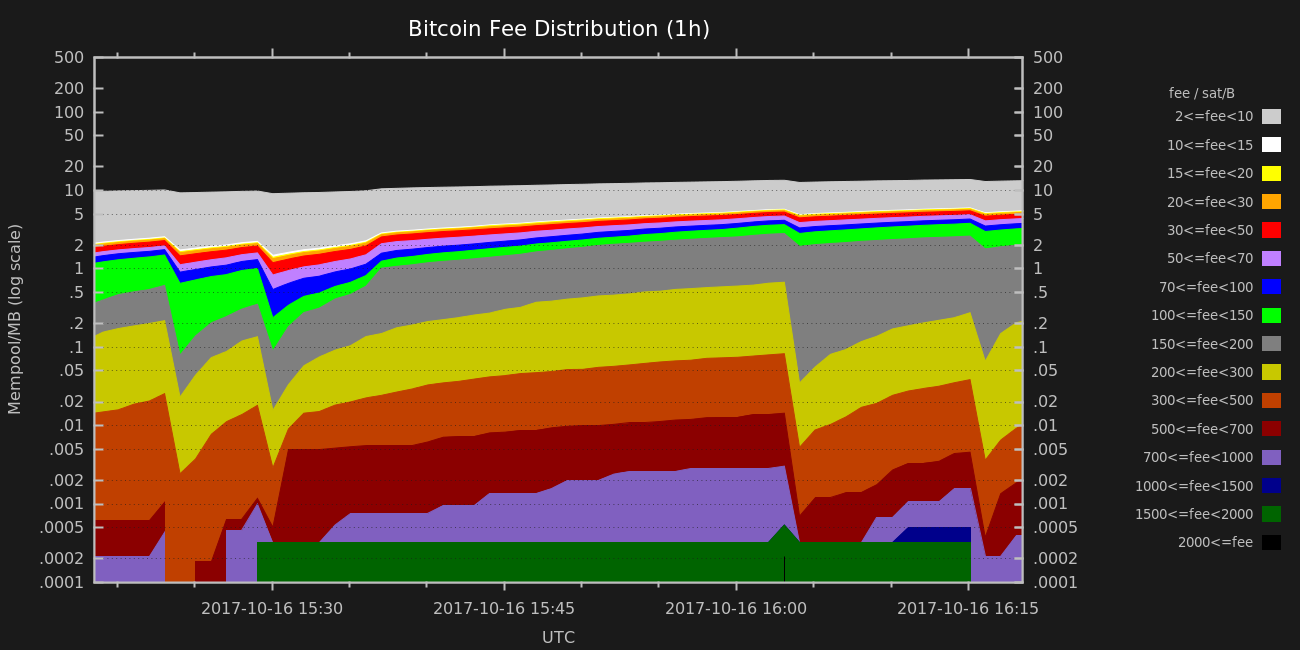 Bitcoin Fee Distribution (1h)
Mempool/MB (log scale)
500
200
100
50
20
10
5
2
1
.5
.2
.1
.05
.02
.01
.005
.002
.001
.0005
.0002
.0001
500
200
100
50
20
10
5
2
1
.5
.2
.1
.05
.02
.01
.005
.002
.001
.0005
.0002
.0001
2017-10-16 15:30
2017-10-16 15:45
2017-10-16 16:00
2017-10-16 16:15
UTC
fee / sat/B
2<=fee<10
10<=fee<15
15<=fee<20
20<=fee<30
30<=fee<50
50<=fee<70
70<=fee<100
100<=fee<150
150<=fee<200
200<=fee<300
300<=fee<500
500<=fee<700
700<=fee<1000
1000<=fee<1500
1500<=fee<2000
2000<=fee